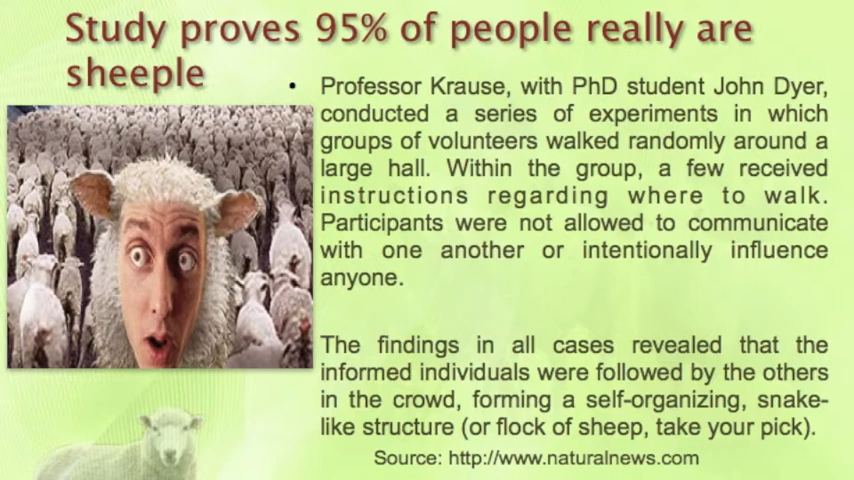 Study proves 95% of people really are
sheeple
• Professor Krause, with PhD student John Dyer,
conducted a series of experiments in which
groups of volunteers walked randomly around a
large hall. Within the group, a few received
instructions regarding where to walk.
Participants were not allowed to communicate
with one another or intentionally influence
anyone.
The findings in all cases revealed that the
informed individuals were followed by the others
in the crowd, forming a self-organizing, snake-
like structure (or flock of sheep, take your pick).
Source: http://www.naturalnews.com